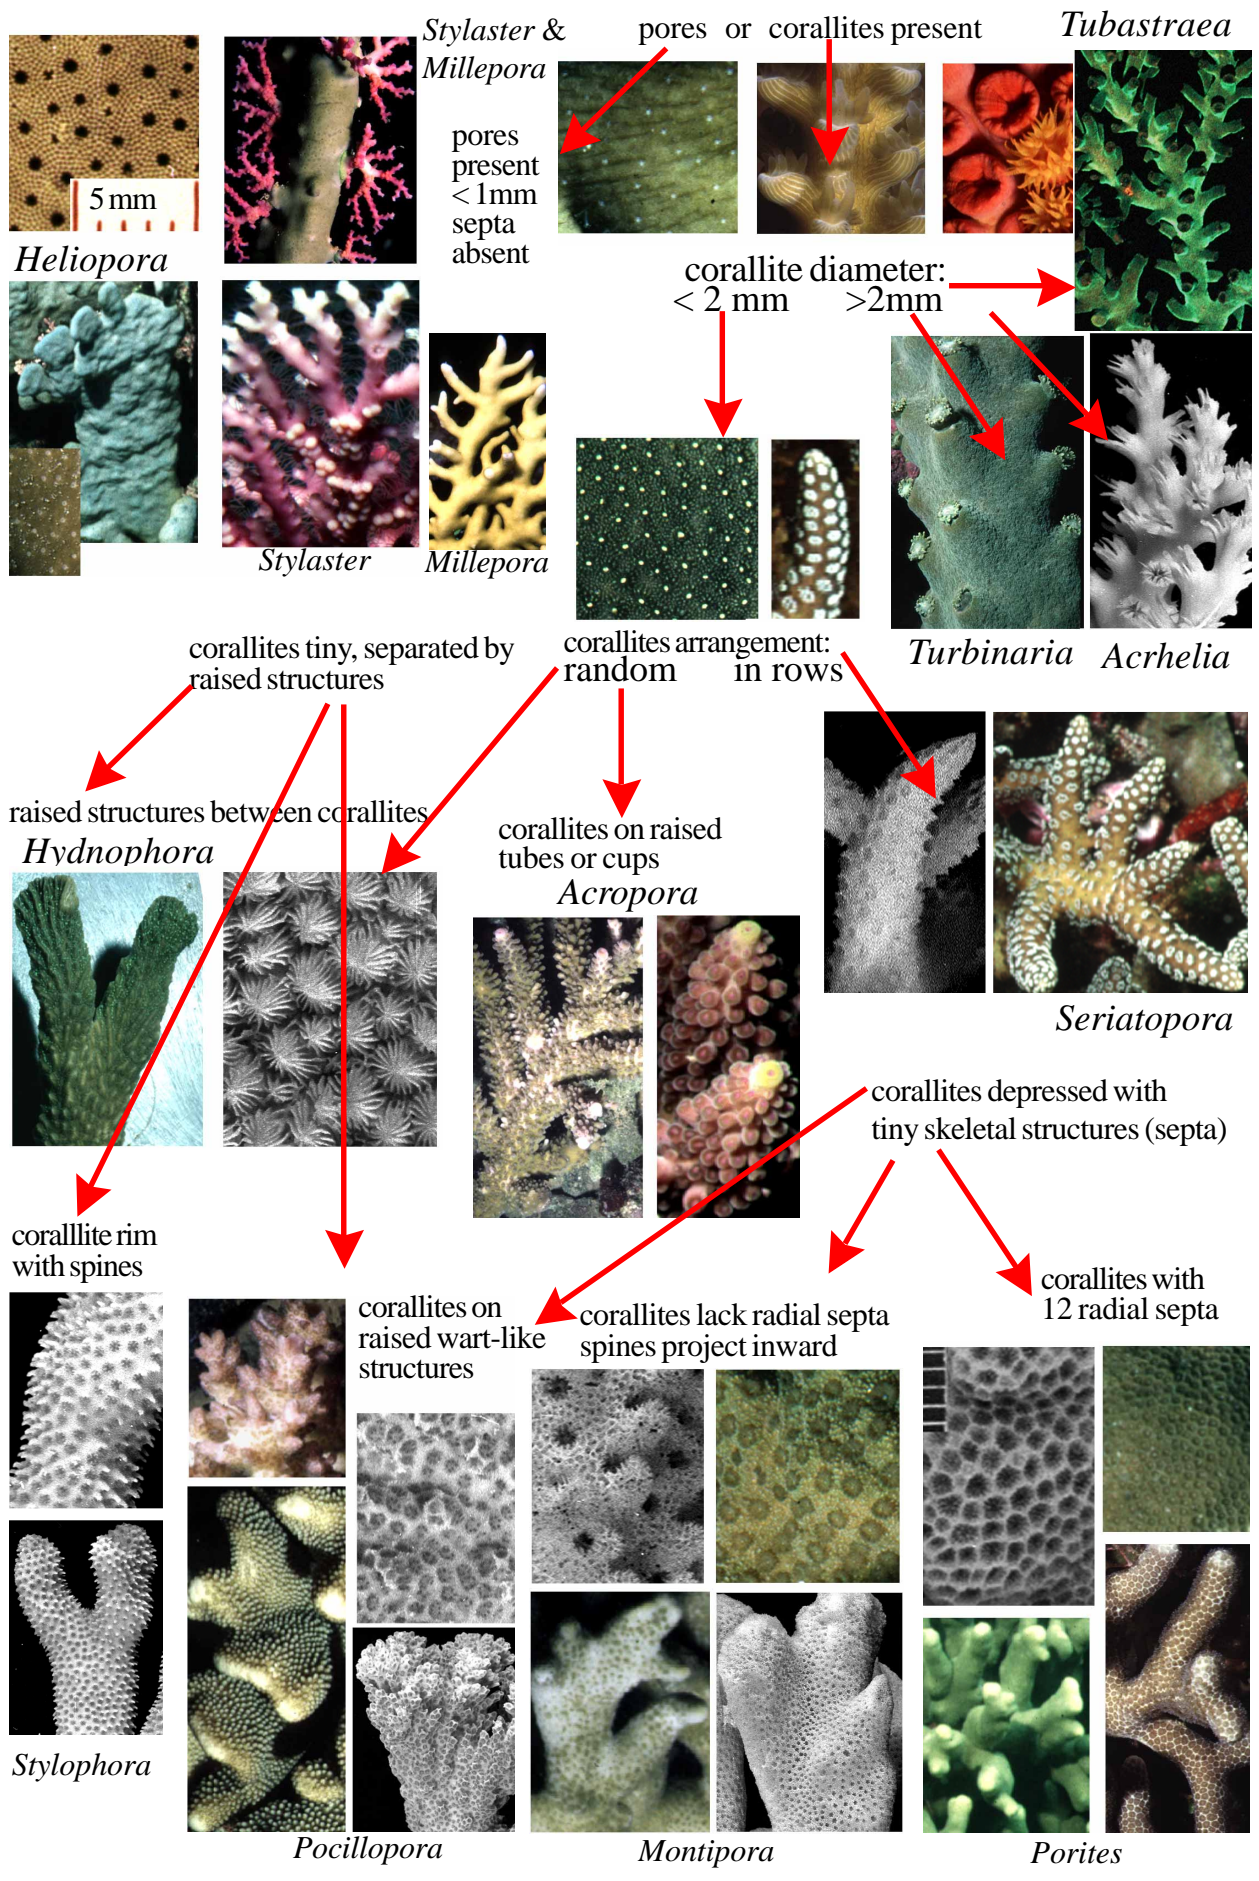 Stylaster &
Millepora
pores or corallites present
Tubastraea
pores
present
< 1mm
septa
absent
5 mm
Heliopora
corallite diameter:
< 2 mm >2mm
Stylaster
Millepora
corallites tiny, separated by
raised structures
corallites arrangement:
random in rows
Turbinaria
Acrhelia
raised structures between corallites
Hydnophora
corallites on raised
tubes or cups
Acropora
Seriatopora
corallites depressed with
tiny skeletal structures (septa)
coralllite rim
with spines
corallites on
raised wart-like
structures
corallites lack radial septa
spines project inward
corallites with
12 radial septa
Stylophora
Pocillopora
Montipora
Porites